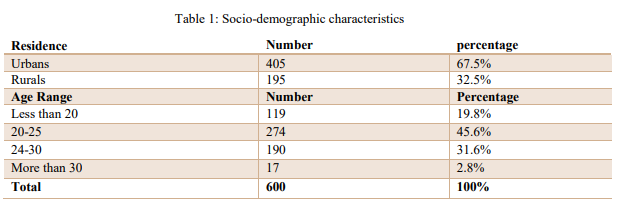 Table 1: Socio-demographic characteristics
Residence Number percentage
Urbans 405 67.5%
Rurals 195 32.5%
Age Range Number Percentage
Less than 20 119 19.8%
20-25 274 45.6%
24-30 190 31.6%
More than 30 17 2.8%
Total 600 100%